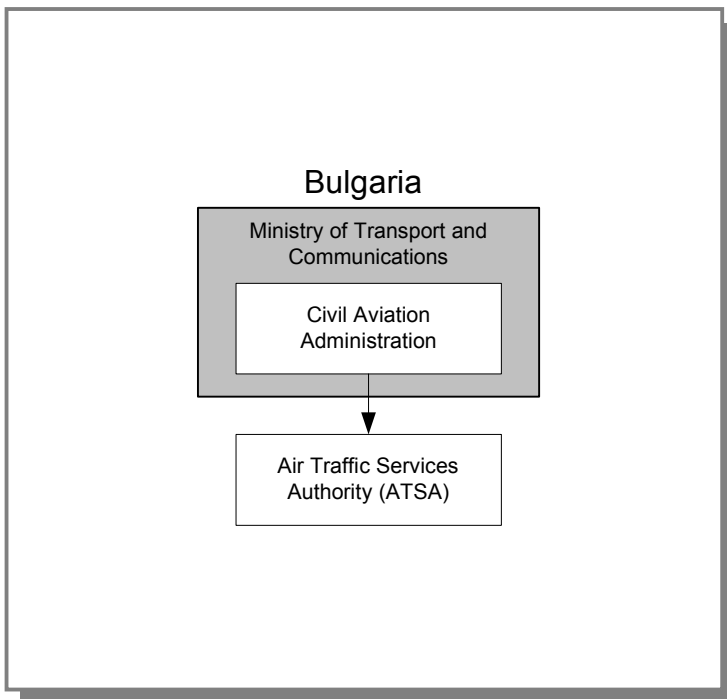 Bulgaria
Ministry of Transport and
Communications
Civil Aviation
Administration
Air Traffic Services
Authority (ATSA)